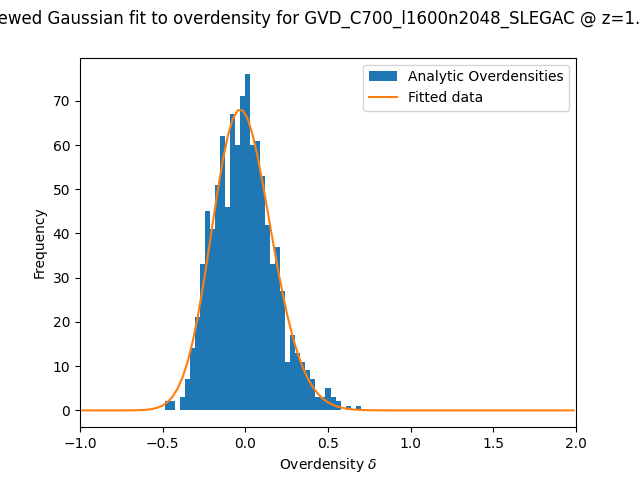 ewed Gaussian fit to overdensity for GVD_C700_l1600n2048_SLEGAC @ z=1.
Analytic Overdensities
Fitted data
Frequency
70
60
50
40
30
20
10
0
−1.0 −0.5 0.0 0.5 1.0 1.5 2.0
Overdensity δ